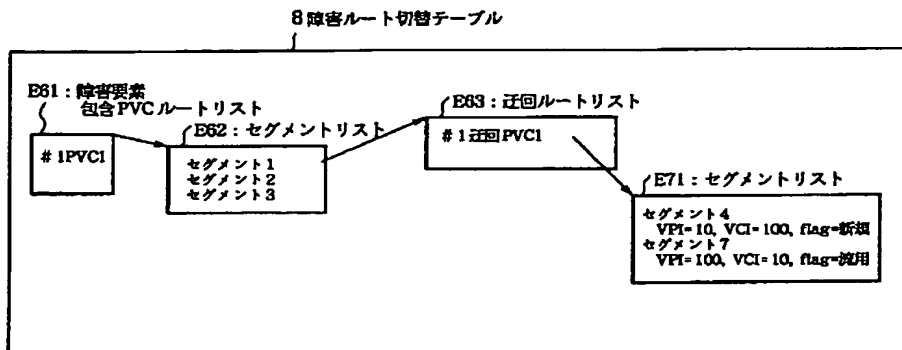 8障害ルート切替テーブル
E61：障害要素
包含PVCルートリスト
# 1PVC1
E62：セグメントリスト
セグメント1
セグメント2
セグメント3
E63：迂回ルートリスト
# 1迂回PVC1
E71：セグメントリスト
セグメント4
VPI=10, VCI=100, flag=新規
セグメント7
VPI=100, VCI=10, flag=流用